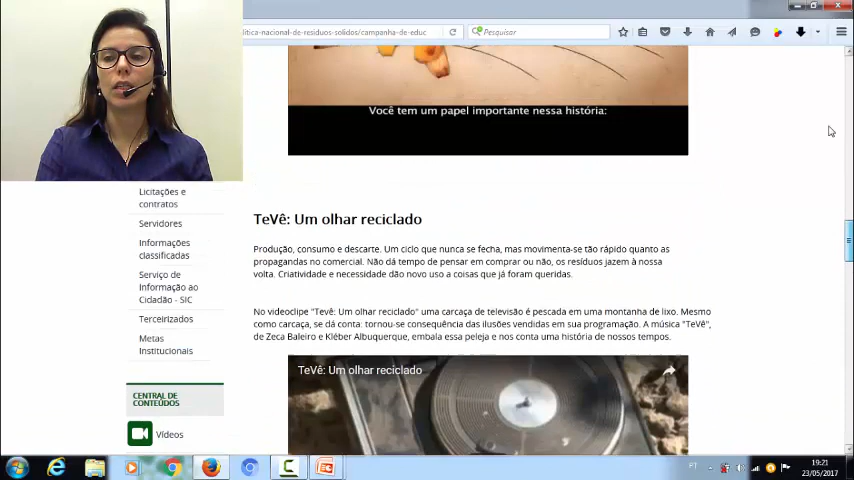 lítica-nacional-de-residuos-solidos/campanha-de-educ
Pesquisar
Você tem um papel importante nessa história:
Licitações e
contratos
Servidores
Informações
classificadas
Serviço de
Informação ao
Cidadão - SIC
Terceirizados
Metas
Institucionais
CENTRAL DE
CONTEÚDOS
Vídeos
TeVê: Um olhar reciclado
Produção, consumo e descarte. Um ciclo que nunca se fecha, mas movimenta-se tão rápido quanto as
propagandas no comercial. Não dá tempo de pensar em comprar ou não, os resíduos jazem à nossa
volta. Criatividade e necessidade dão novo uso a coisas que já foram queridas.
No videoclipe "Tevê: Um olhar reciclado" uma carcaça de televisão é pescada em uma montanha de lixo. Mesmo
como carcaça, se dá conta: tornou-se consequência das ilusões vendidas em sua programação. A música "TeVê",
de Zeca Baleiro e Kléber Albuquerque, embala essa peleja e nos conta uma história de nossos tempos.
TeVê: Um olhar reciclado
PT
19:21
23/05/2017